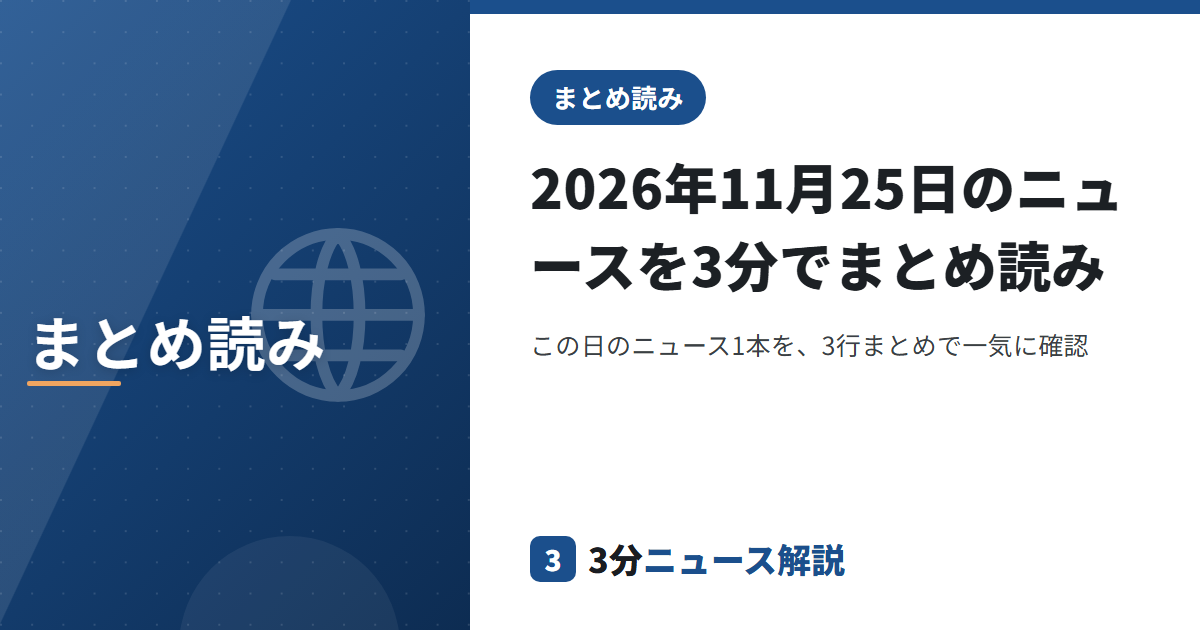 まとめ読み
まとめ読み
2026年11月25日のニュ
ースを3分でまとめ読み
この日のニュース1本を、3行まとめで一気に確認
3 3分ニュース解説